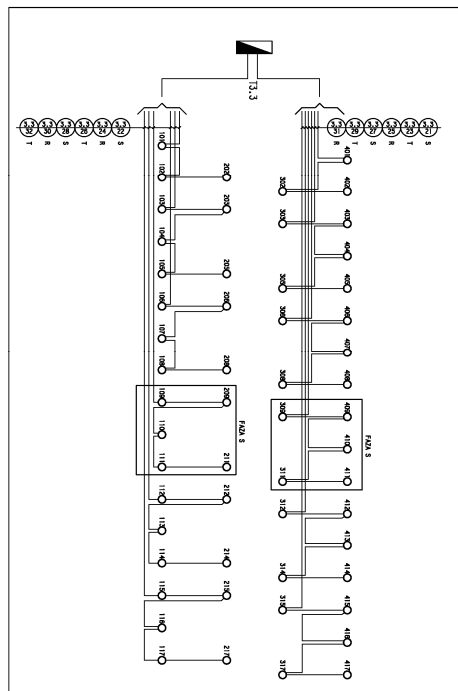 T3.3
3.3 32 T
3.3 30 R
3.3 28 S
3.3 26 T
3.3 24 R
3.3 22 S
3.3 31 R
3.3 29 T
3.3 27 S
3.3 25 R
3.3 23 T
3.3 21 S
101
102 202
103 203
104
105 205
106 206
107
108 208
109 209
110
111 211
FAZA S
112 212
113
114 214
115 215
116
117 217
401
302 402
303 403
404
305 405
306 406
407
308 408
309 409
410
311 411
FAZA S
312 412
413
314 414
315 415
416
317 417